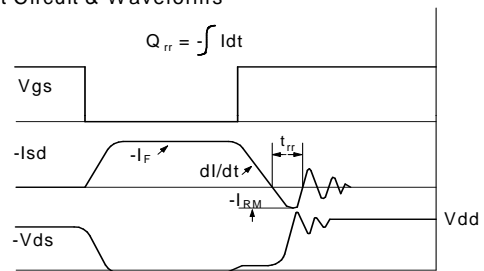 t Circuit & Waveforms
Q rr = -∫ Idt
Vgs
-Isd
-I F
dI/dt
t rr
-I RM
Vdd
-Vds